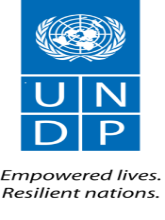 U N
D P
Empowered lives.
Resilient nations.